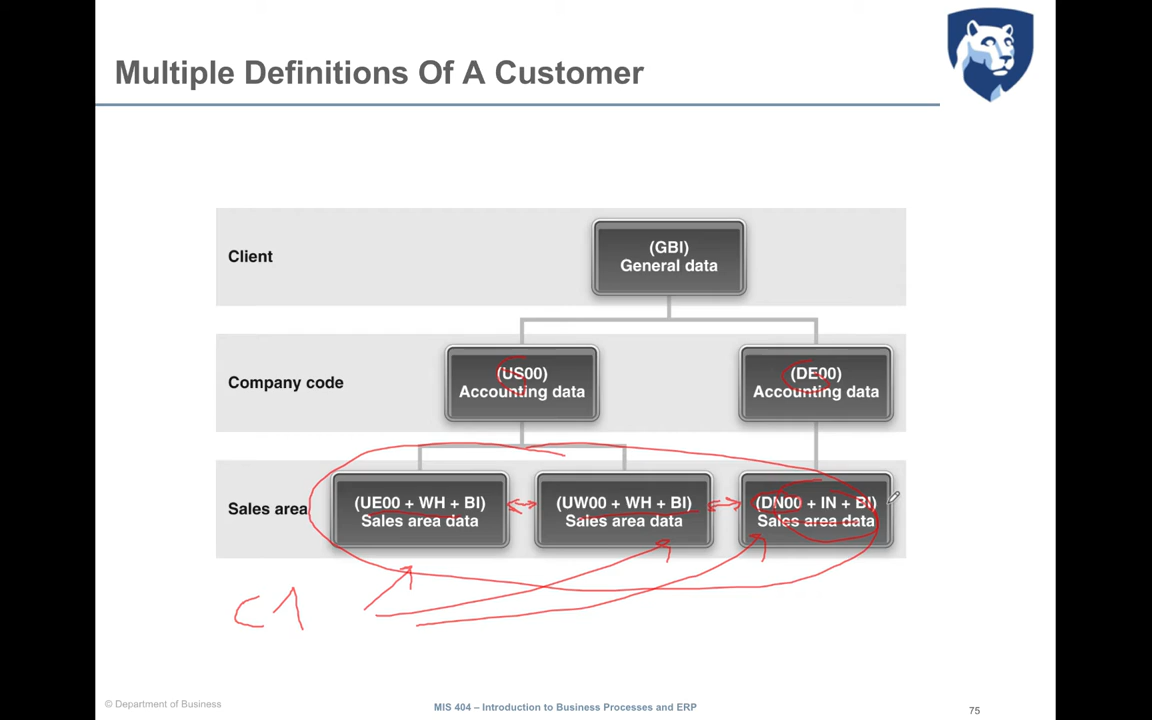 Multiple Definitions Of A Customer
Client
(GBI)
General data
Company code
(US00)
Accounting data
(DE00)
Accounting data
Sales area
(UE00 + WH + BI)
Sales area data
(UW00 + WH + BI)
Sales area data
(DN00 + IN + BI)
Sales area data
C1
© Department of Business
MIS 404 – Introduction to Business Processes and ERP
75